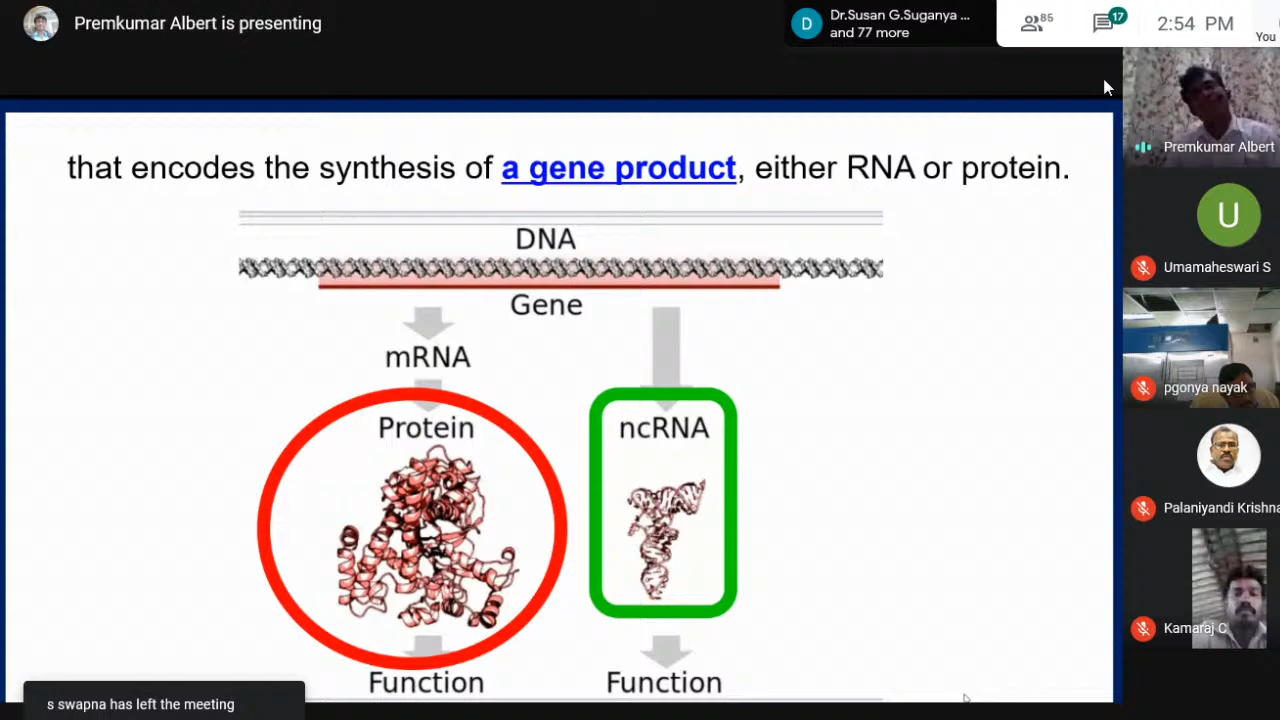 Premkumar Albert is presenting
D
Dr.Susan G.Suganya ...
and 77 more
85
17
2:54 PM
You
that encodes the synthesis of a gene product, either RNA or protein.
DNA
Gene
mRNA
Protein
ncRNA
Function
Function
Premkumar Albert
U
Umamaheswari S
pgonya nayak
Palaniyandi Krishna
Kamaraj C
s swapna has left the meeting